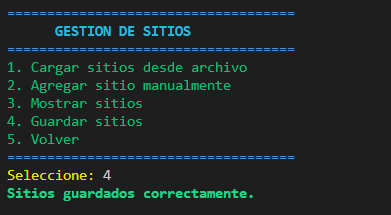 ====================================
GESTION DE SITIOS
====================================
1. Cargar sitios desde archivo
2. Agregar sitio manualmente
3. Mostrar sitios
4. Guardar sitios
5. Volver
====================================
Seleccione: 4
Sitios guardados correctamente.